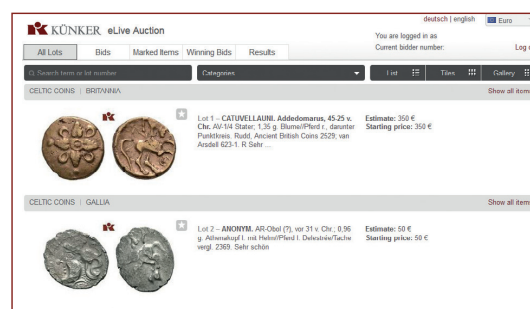 deutsch | english
Euro
KÜNKER eLive Auction
You are logged in as
Current bidder number:
Log
All Lots
Bids
Marked Items
Winning Bids
Results
Search term or lot number
Categories
List
Tiles
Gallery
CELTIC COINS | BRITANNIA
Show all items
Lot 1 – CATUVELLAUNI. Addedomarus, 45-25 v.
Chr. AV-1/4 Stater; 1,35 g. Blume//Pferd r., darunter
Punktkreis. Rudd, Ancient British Coins 2529; van
Arsdell 623-1. R Sehr ...
Estimate: 350 €
Starting price: 350 €
CELTIC COINS | GALLIA
Show all items
Lot 2 – ANONYM. AR-Obol (?), vor 31 v. Chr.; 0,96
g. Athenakopf l. mit Helm//Pferd l. Delestrée/Tache
vergl. 2369. Sehr schön
Estimate: 50 €
Starting price: 50 €